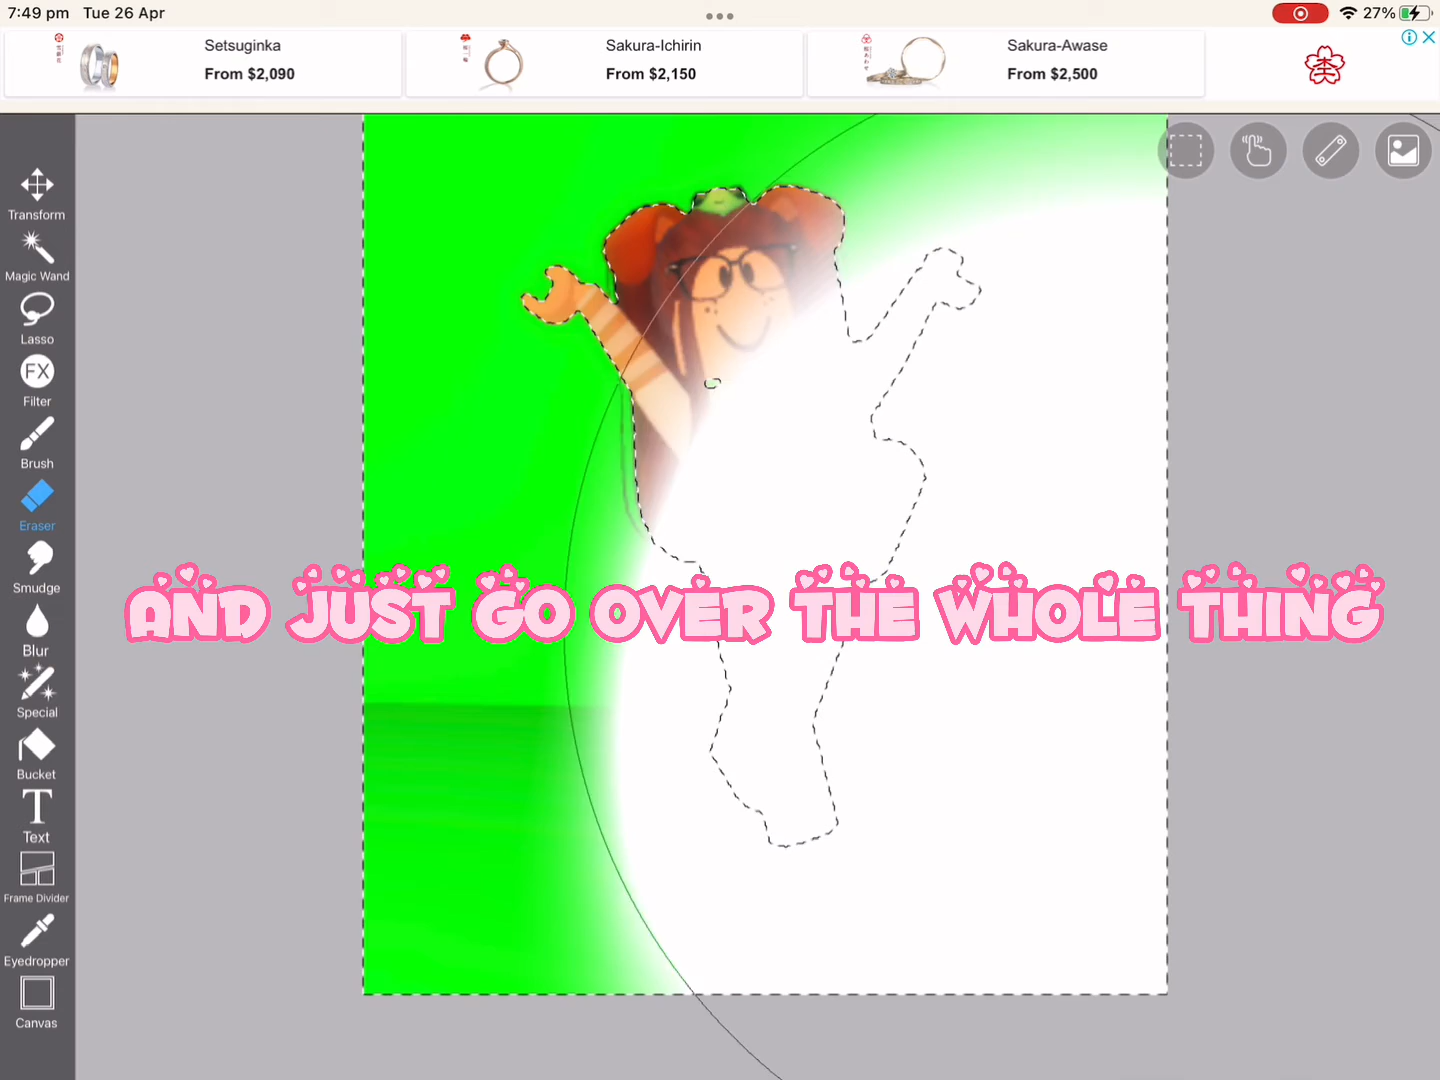 7:49 pm Tue 26 Apr
27%
Setsuginka
From $2,090
Sakura-Ichirin
From $2,150
Sakura-Awase
From $2,500
Transform
Magic Wand
Lasso
FX
Filter
Brush
Eraser
Smudge
Blur
Special
Bucket
T
Text
Frame Divider
Eyedropper
Canvas
AND JUST GO OVER THE WHOLE THING